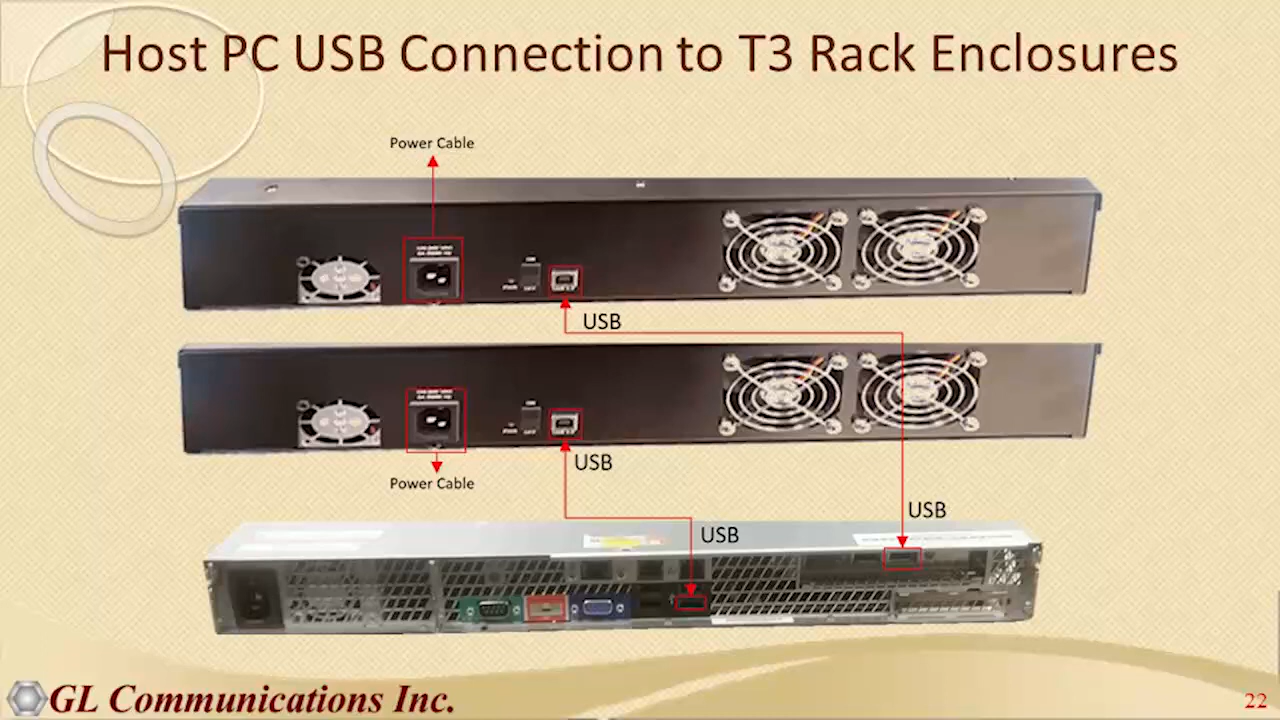 Host PC USB Connection to T3 Rack Enclosures
Power Cable
USB
USB
Power Cable
USB
USB
GL Communications Inc.
22